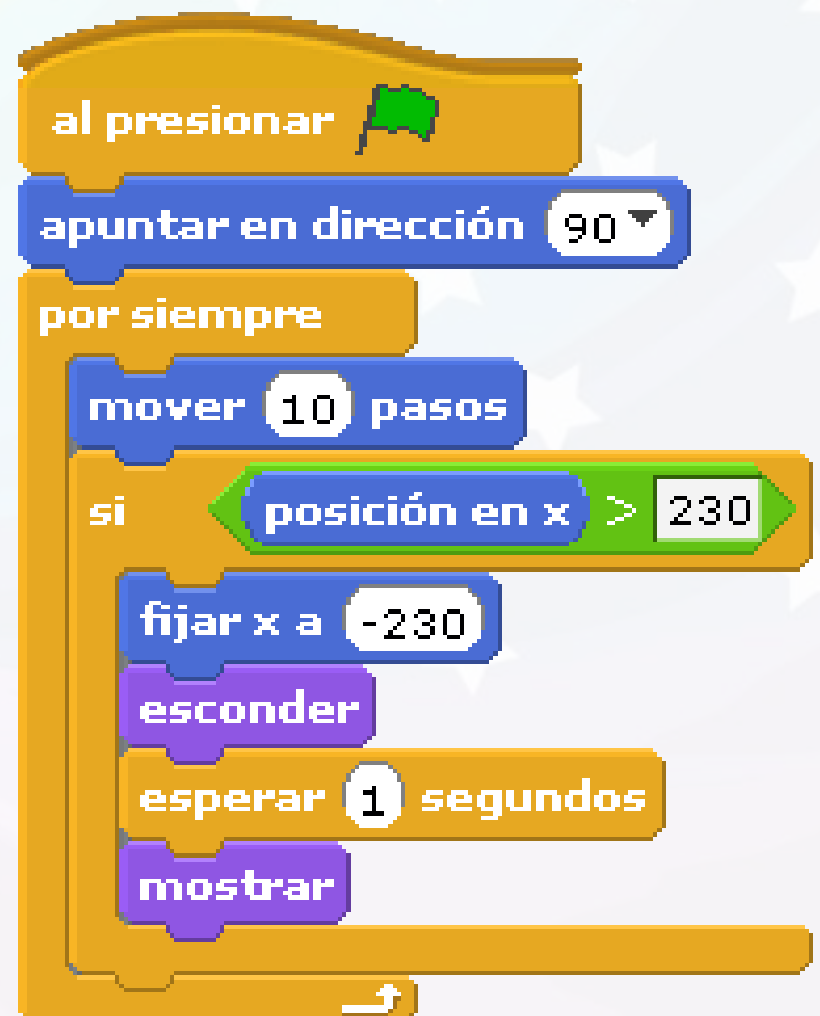 al presionar
apuntar en dirección 90
por siempre
mover 10 pasos
si posición en x > 230
fijar x a -230
esconder
esperar 1 segundos
mostrar